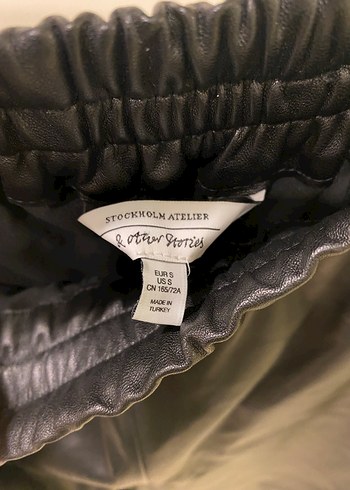 STOCKHOLM ATELIER
& other Stories
EUR S
US S
CN 165/72A
MADE IN
TURKEY